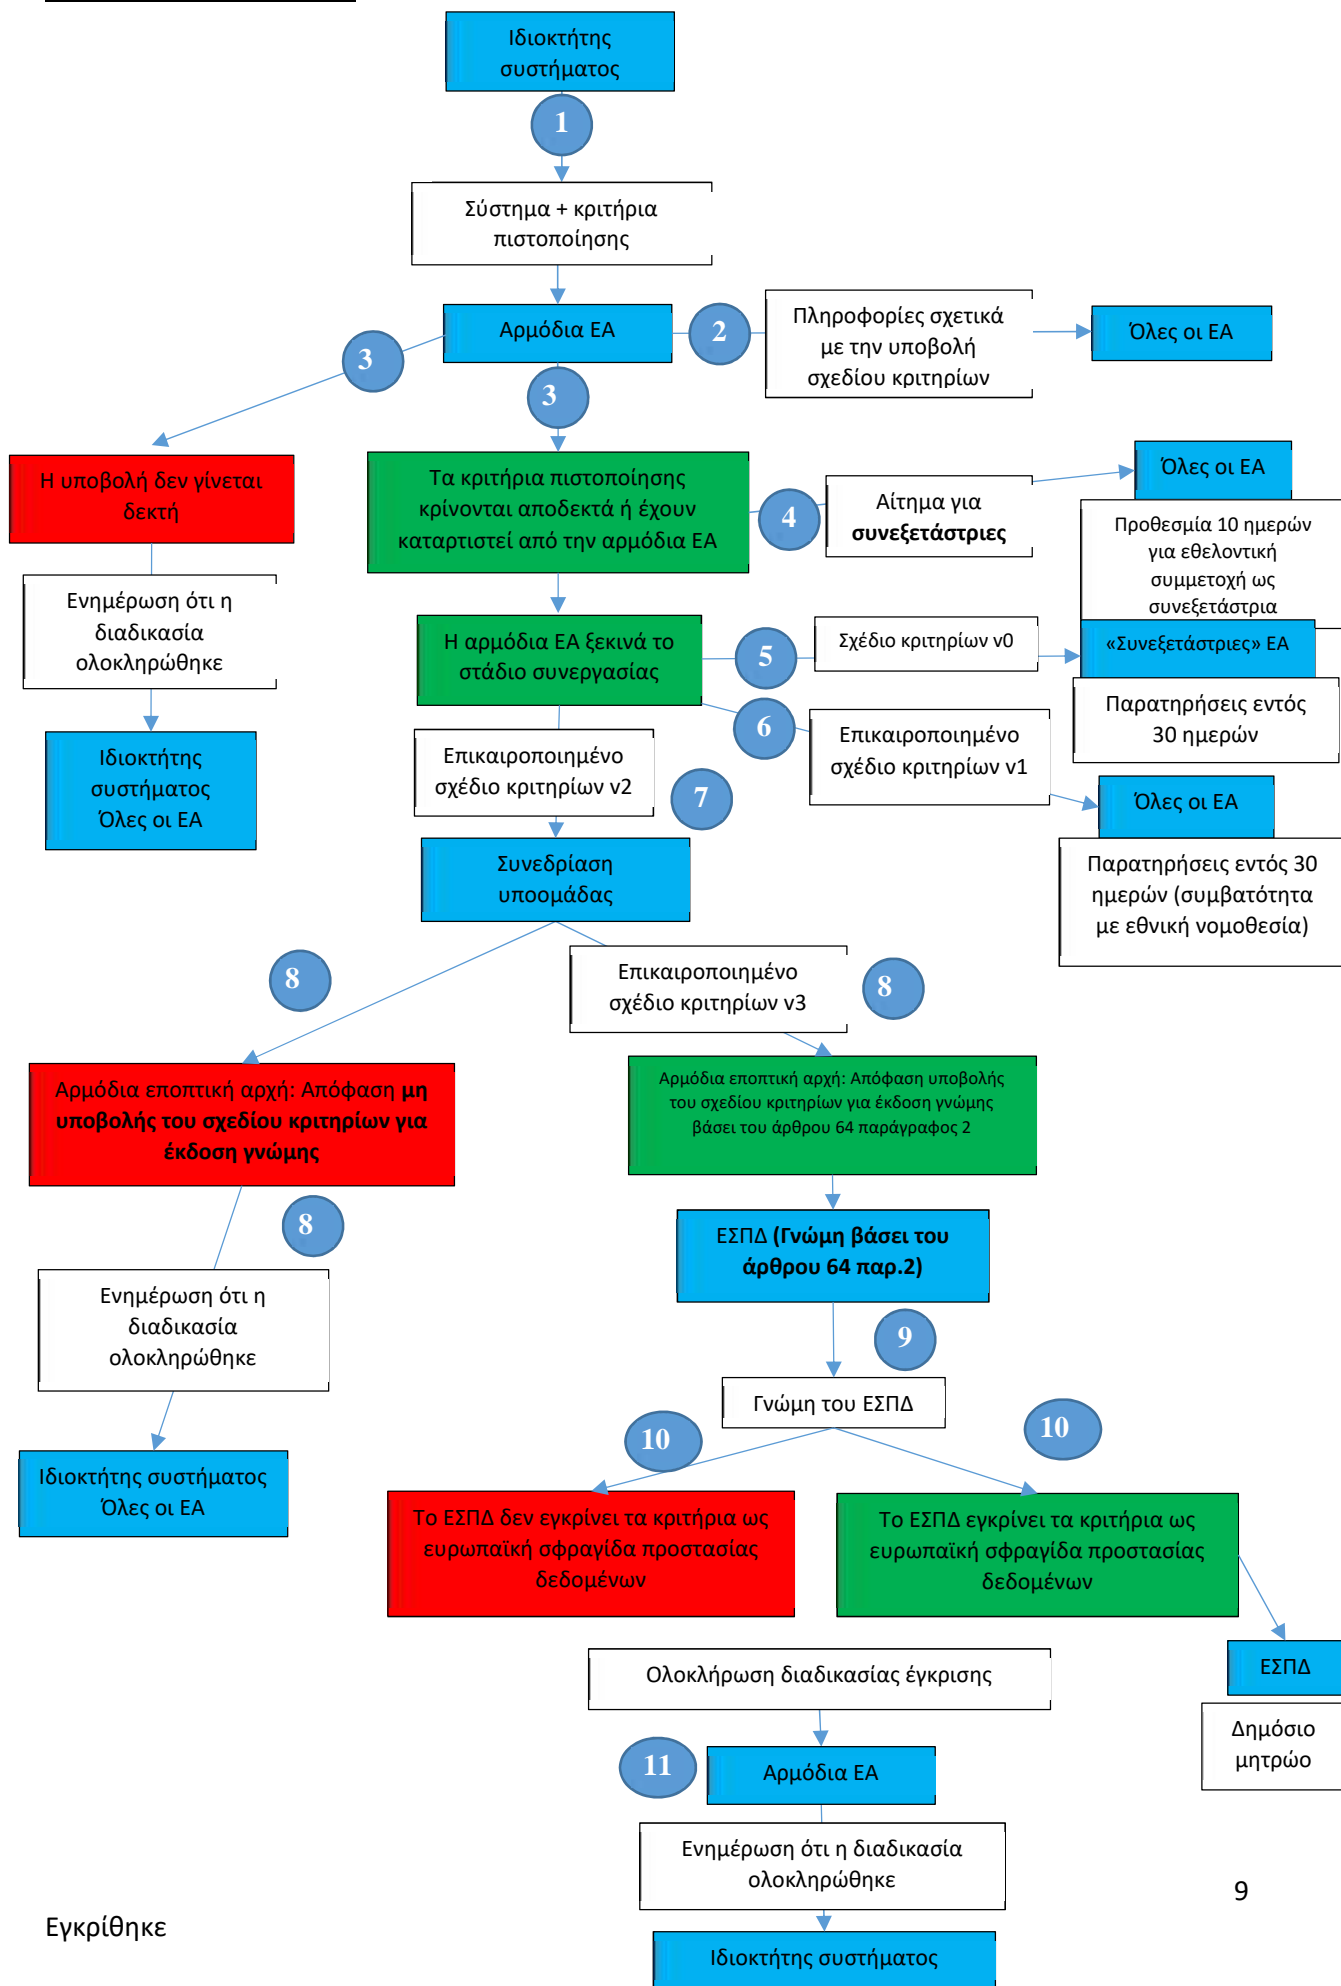 Ιδιοκτήτης
συστήματος
1
Σύστημα + κριτήρια
πιστοποίησης
Αρμόδια ΕΑ
2
Πληροφορίες σχετικά
με την υποβολή
σχεδίου κριτηρίων
Όλες οι ΕΑ
3
3
Η υποβολή δεν γίνεται
δεκτή
Τα κριτήρια πιστοποίησης
κρίνονται αποδεκτά ή έχουν
καταρτιστεί από την αρμόδια ΕΑ
4
Αίτημα για
συνεξετάστριες
Όλες οι ΕΑ
Προθεσμία 10 ημερών
για εθελοντική
συμμετοχή ως
συνεξετάστρια
Ενημέρωση ότι η
διαδικασία
ολοκληρώθηκε
Η αρμόδια ΕΑ ξεκινά το
στάδιο συνεργασίας
5
Σχέδιο κριτηρίων v0
«Συνεξετάστριες» ΕΑ
Παρατηρήσεις εντός
30 ημερών
6
Επικαιροποιημένο
σχέδιο κριτηρίων v1
Όλες οι ΕΑ
Παρατηρήσεις εντός 30
ημερών (συμβατότητα
με εθνική νομοθεσία)
Ιδιοκτήτης
συστήματος
Όλες οι ΕΑ
Επικαιροποιημένο
σχέδιο κριτηρίων v2
7
Συνεδρίαση
υποομάδας
8
Επικαιροποιημένο
σχέδιο κριτηρίων v3
8
Αρμόδια εποπτική αρχή: Απόφαση μη
υποβολής του σχεδίου κριτηρίων για
έκδοση γνώμης
Αρμόδια εποπτική αρχή: Απόφαση υποβολής
του σχεδίου κριτηρίων για έκδοση γνώμης
βάσει του άρθρου 64 παράγραφος 2
8
ΕΣΠΔ (Γνώμη βάσει του
άρθρου 64 παρ.2)
Ενημέρωση ότι η
διαδικασία
ολοκληρώθηκε
9
Γνώμη του ΕΣΠΔ
10
10
Ιδιοκτήτης συστήματος
Όλες οι ΕΑ
Το ΕΣΠΔ δεν εγκρίνει τα κριτήρια ως
ευρωπαϊκή σφραγίδα προστασίας
δεδομένων
Το ΕΣΠΔ εγκρίνει τα κριτήρια ως
ευρωπαϊκή σφραγίδα προστασίας
δεδομένων
ΕΣΠΔ
Δημόσιο
μητρώο
Ολοκλήρωση διαδικασίας έγκρισης
11
Αρμόδια ΕΑ
Ενημέρωση ότι η διαδικασία
ολοκληρώθηκε
Ιδιοκτήτης συστήματος
9
Εγκρίθηκε